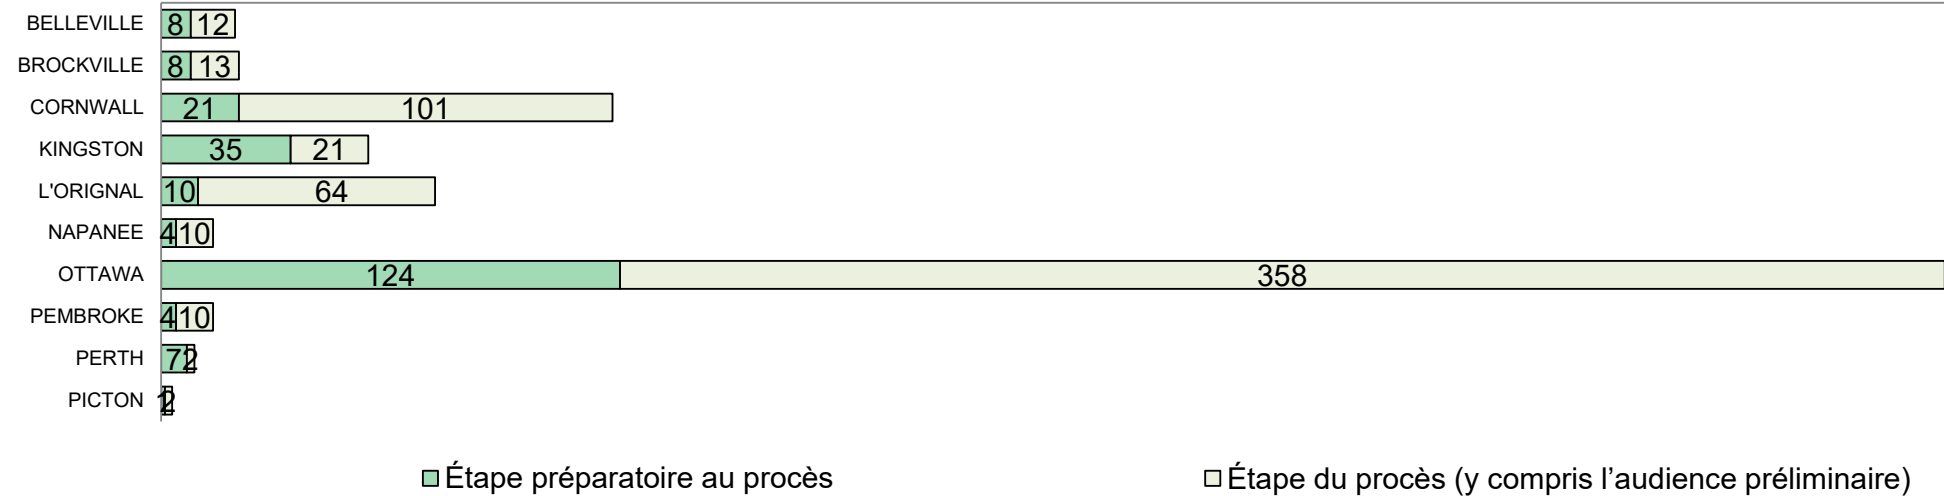 BELLEVILLE 8 12
BROCKVILLE 8 13
CORNWALL 21 101
KINGSTON 35 21
L'ORIGNAL 10 64
NAPANEE 4 10
OTTAWA 124 358
PEMBROKE 4 10
PERTH 7 2
PICTON 1 2
Étape préparatoire au procès Étape du procès (y compris l’audience préliminaire)